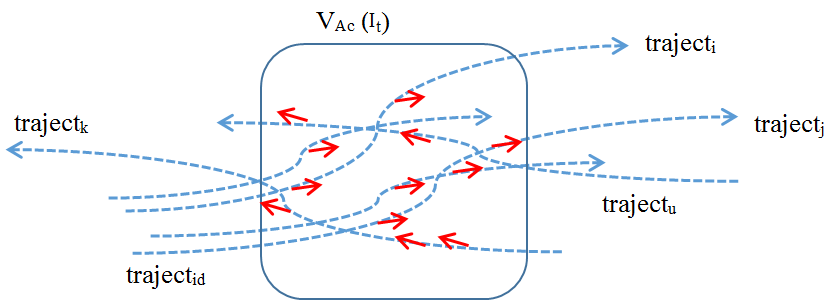 V_Ac (I_t)
traject_i
traject_k
traject_j
traject_u
traject_id